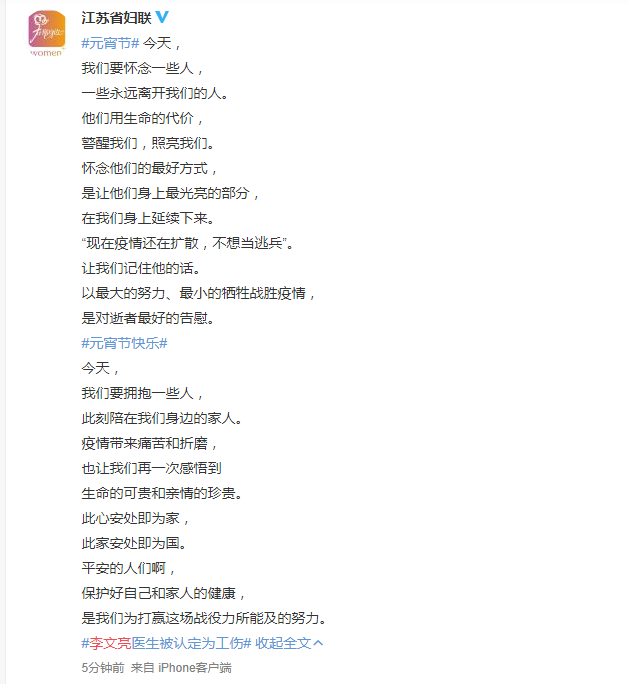 江苏省妇联
women
#元宵节# 今天，
我们要怀念一些人，
一些永远离开我们的人。
他们用生命的代价，
警醒我们，照亮我们。
怀念他们的最好方式，
是让他们身上最光亮的部分，
在我们身上延续下来。
“现在疫情还在扩散，不想当逃兵”。
让我们记住他的话。
以最大的努力、最小的牺牲战胜疫情，
是对逝者最好的告慰。
#元宵节快乐#
今天，
我们要拥抱一些人，
此刻陪在我们身边的家人。
疫情带来痛苦和折磨，
也让我们再一次感悟到
生命的可贵和亲情的珍贵。
此心安处即为家，
此家安处即为国。
平安的人们啊，
保护好自己和家人的健康，
是我们为打赢这场战役力所能及的努力。
#李文亮医生被认定为工伤# 收起全文
5分钟前 来自 iPhone客户端